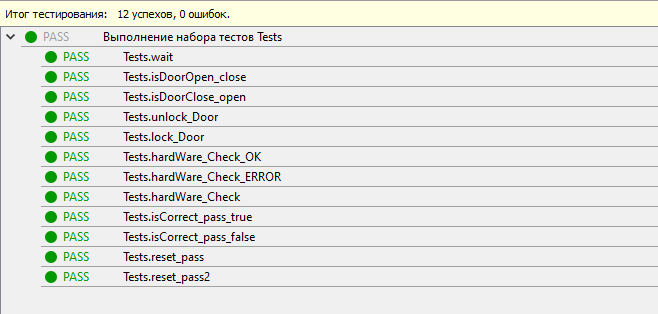 Итог тестирования: 12 успехов, 0 ошибок.
PASS Выполнение набора тестов Tests
PASS Tests.wait
PASS Tests.isDoorOpen_close
PASS Tests.isDoorClose_open
PASS Tests.unlock_Door
PASS Tests.lock_Door
PASS Tests.hardWare_Check_OK
PASS Tests.hardWare_Check_ERROR
PASS Tests.hardWare_Check
PASS Tests.isCorrect_pass_true
PASS Tests.isCorrect_pass_false
PASS Tests.reset_pass
PASS Tests.reset_pass2